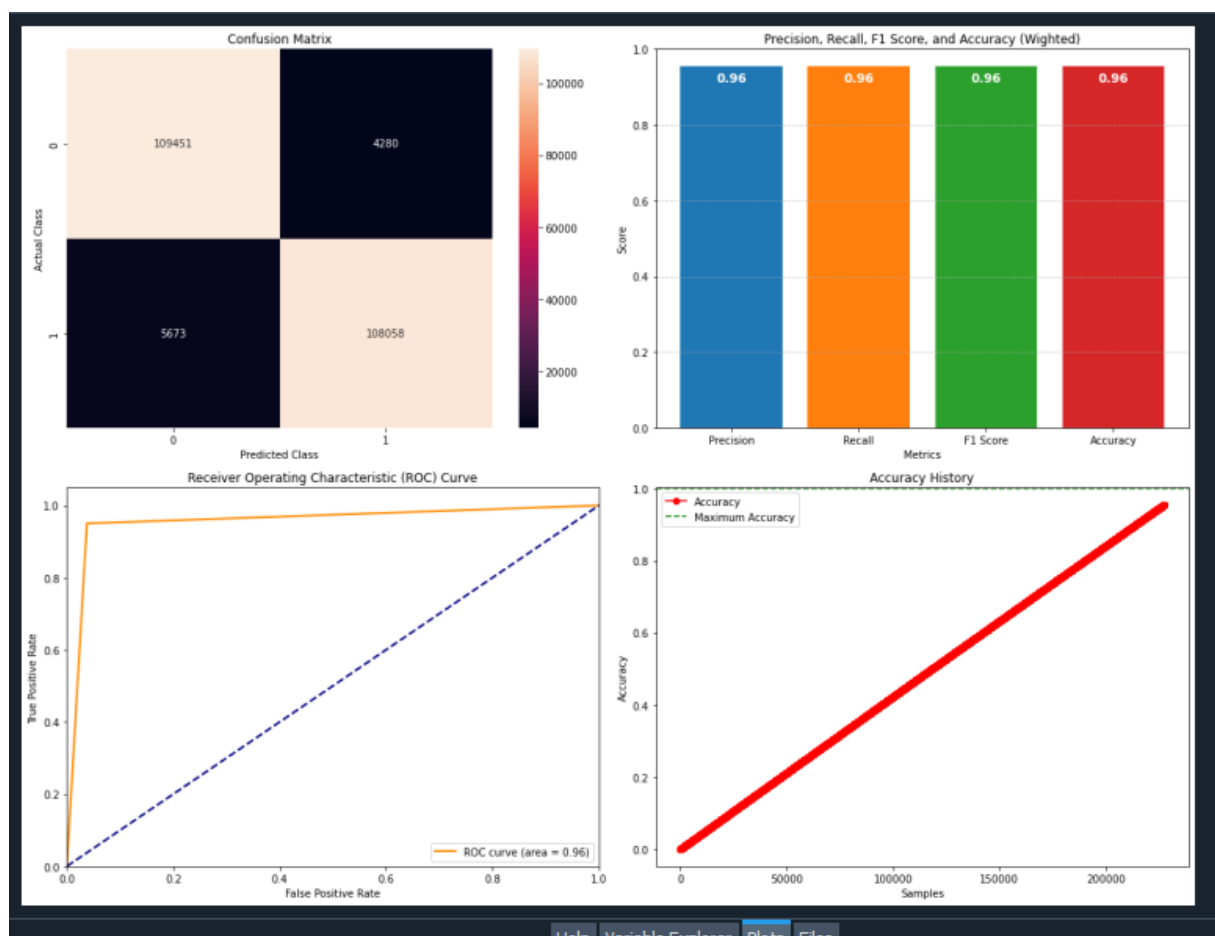 Confusion Matrix
109451
4280
5673
108058
0
1
Actual Class
0
1
Predicted Class
100000
80000
60000
40000
20000
Precision, Recall, F1 Score, and Accuracy (Wighted)
1.0
0.8
0.6
0.4
0.2
0.0
Score
0.96
0.96
0.96
0.96
Precision
Recall
F1 Score
Accuracy
Metrics
Receiver Operating Characteristic (ROC) Curve
1.0
0.8
0.6
0.4
0.2
0.0
True Positive Rate
ROC curve (area = 0.96)
0.0
0.2
0.4
0.6
0.8
1.0
False Positive Rate
Accuracy History
Accuracy
Maximum Accuracy
1.0
0.8
0.6
0.4
0.2
0.0
Accuracy
0
50000
100000
150000
200000
Samples
Help
Variable Explorer
Plots
Files